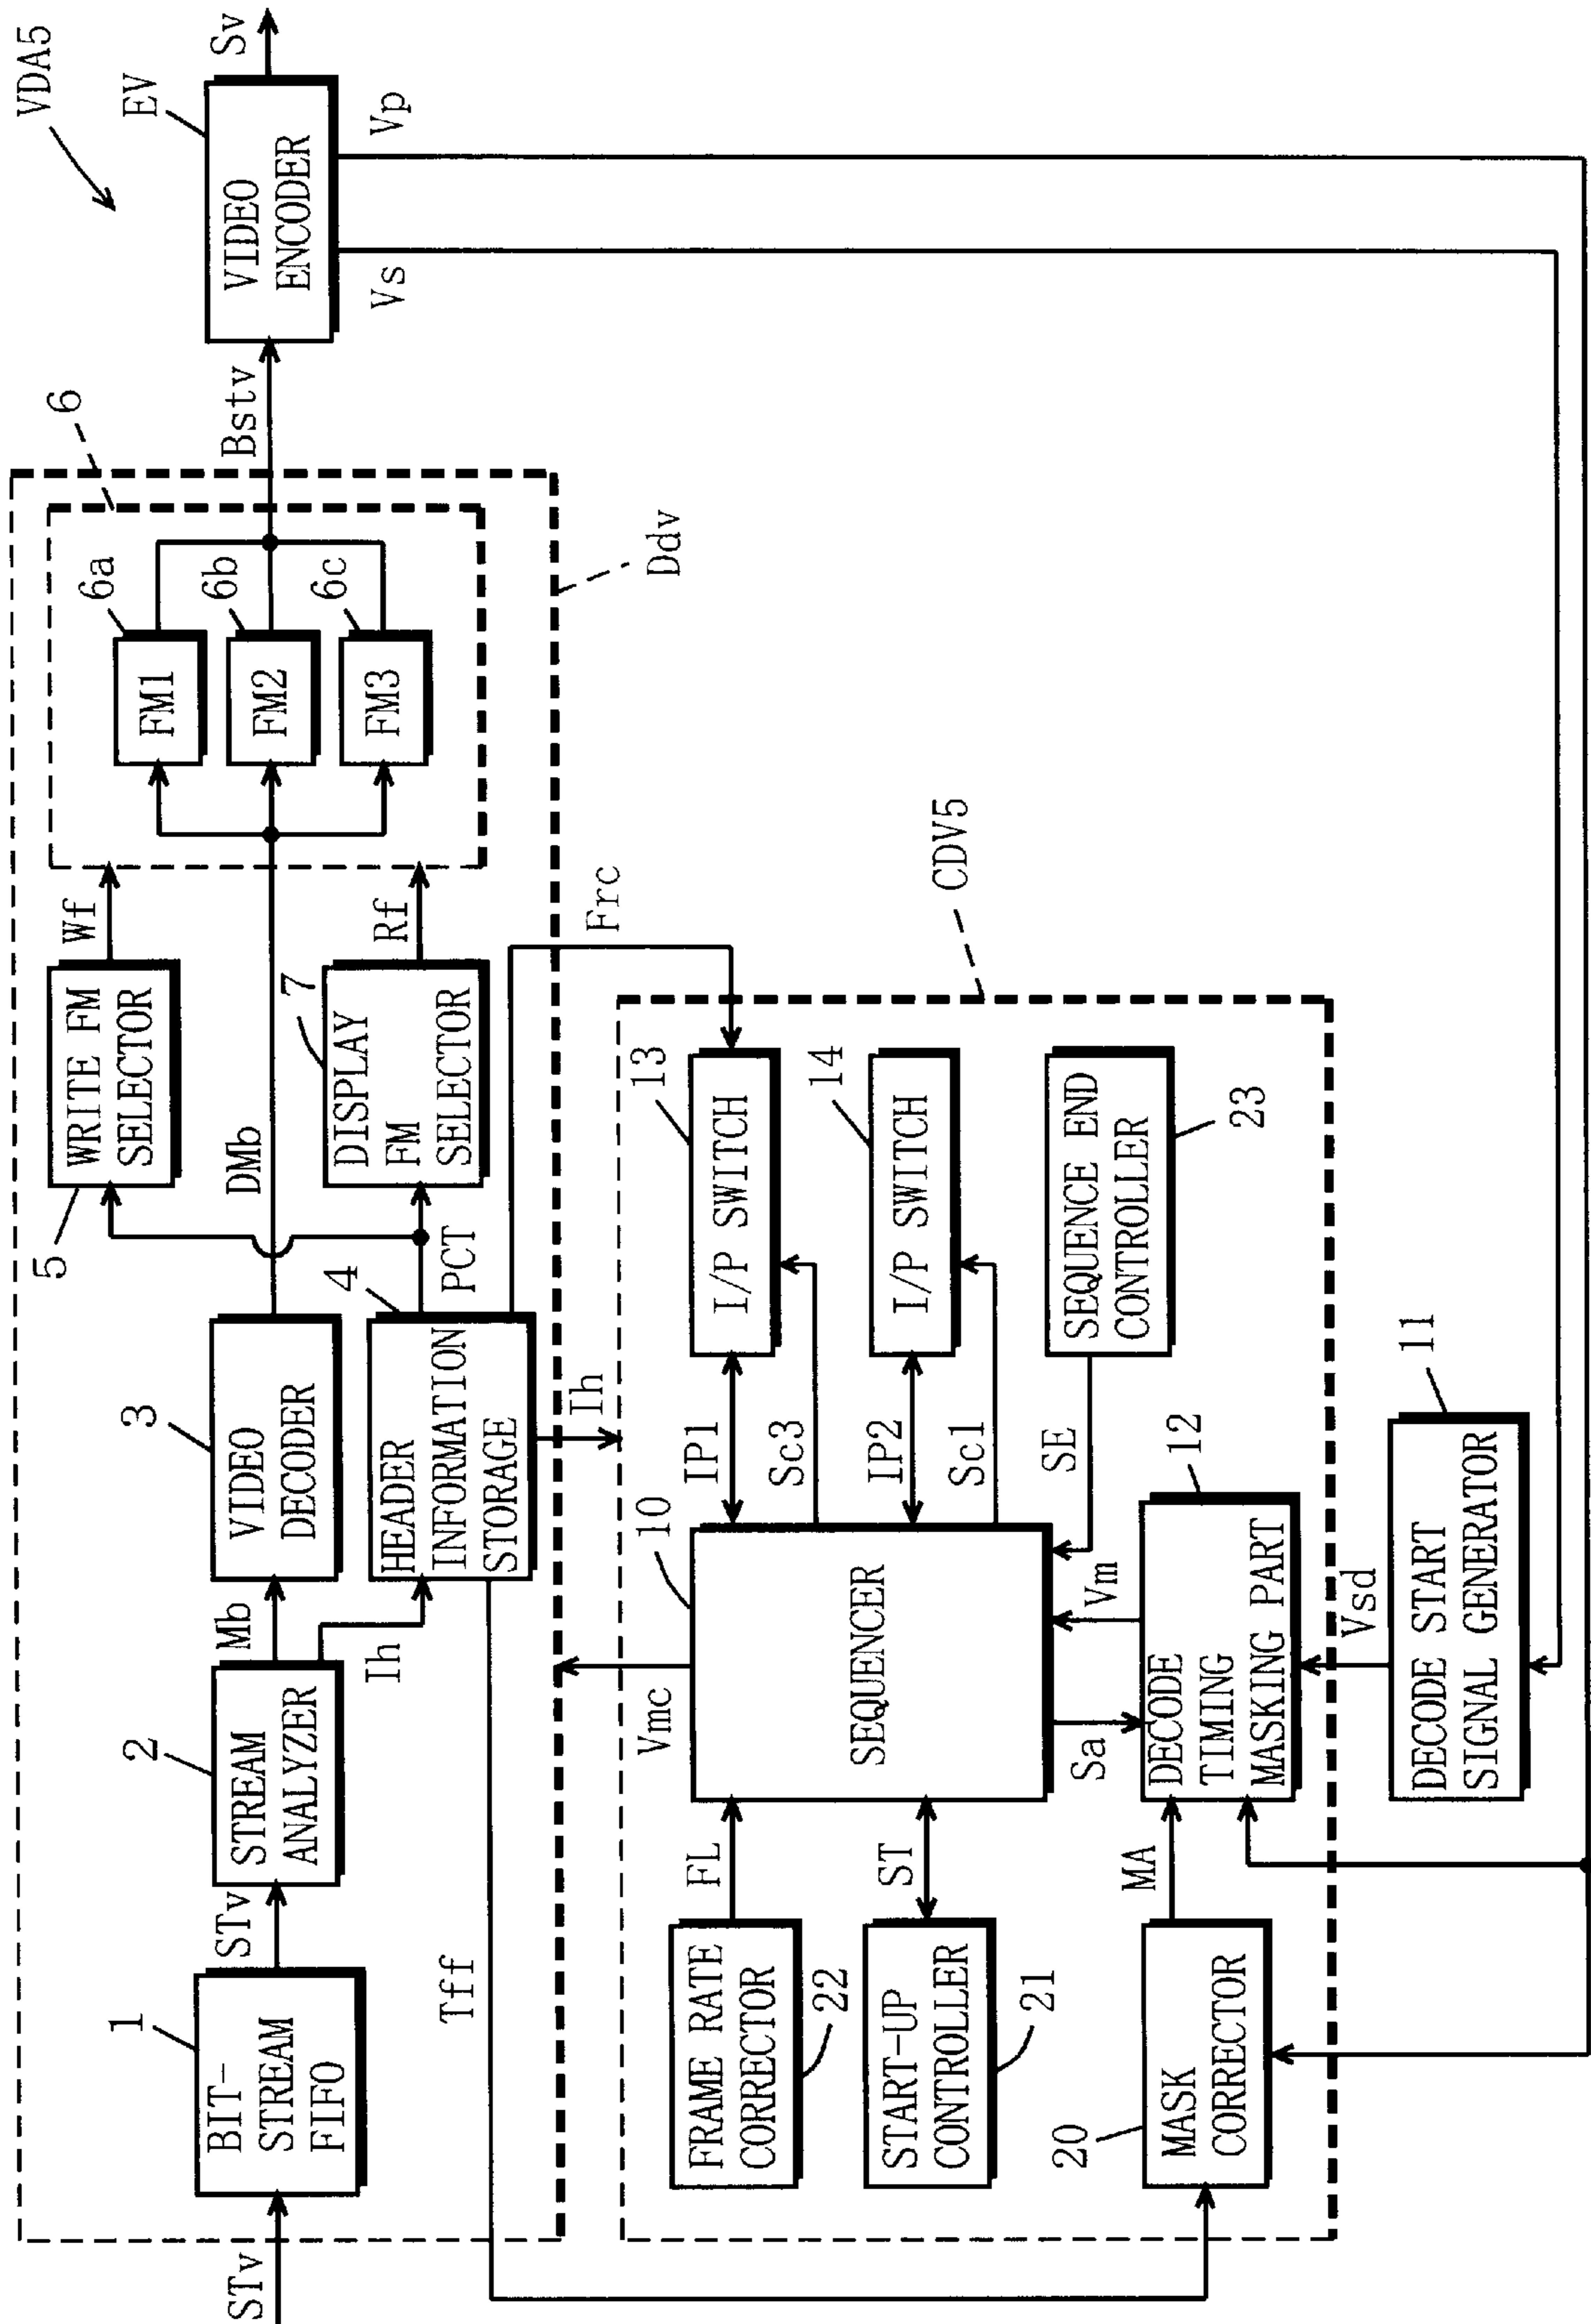 VDA5
STv
1
BIT-
STREAM
FIFO
STv
2
STREAM
ANALYZER
Mb
Ih
3
VIDEO
DECODER
4
HEADER
INFORMATION
STORAGE
DMb
PCT
5
WRITE FM
SELECTOR
Wf
7
DISPLAY
FM
SELECTOR
Rf
6
6a
FM1
6b
FM2
6c
FM3
Bstv
EV
VIDEO
ENCODER
Sv
Vs
Vp
Ddv
Frc
Tff
Ih
Vmc
CDV5
FRAME RATE
CORRECTOR
22
FL
START-UP
CONTROLLER
21
ST
20
MASK
CORRECTOR
MA
10
SEQUENCER
Sa
Vm
IP1
Sc3
IP2
Sc1
SE
13
I/P SWITCH
14
I/P SWITCH
SEQUENCE END
CONTROLLER
23
12
DECODE
TIMING
MASKING PART
Vsd
11
DECODE START
SIGNAL GENERATOR